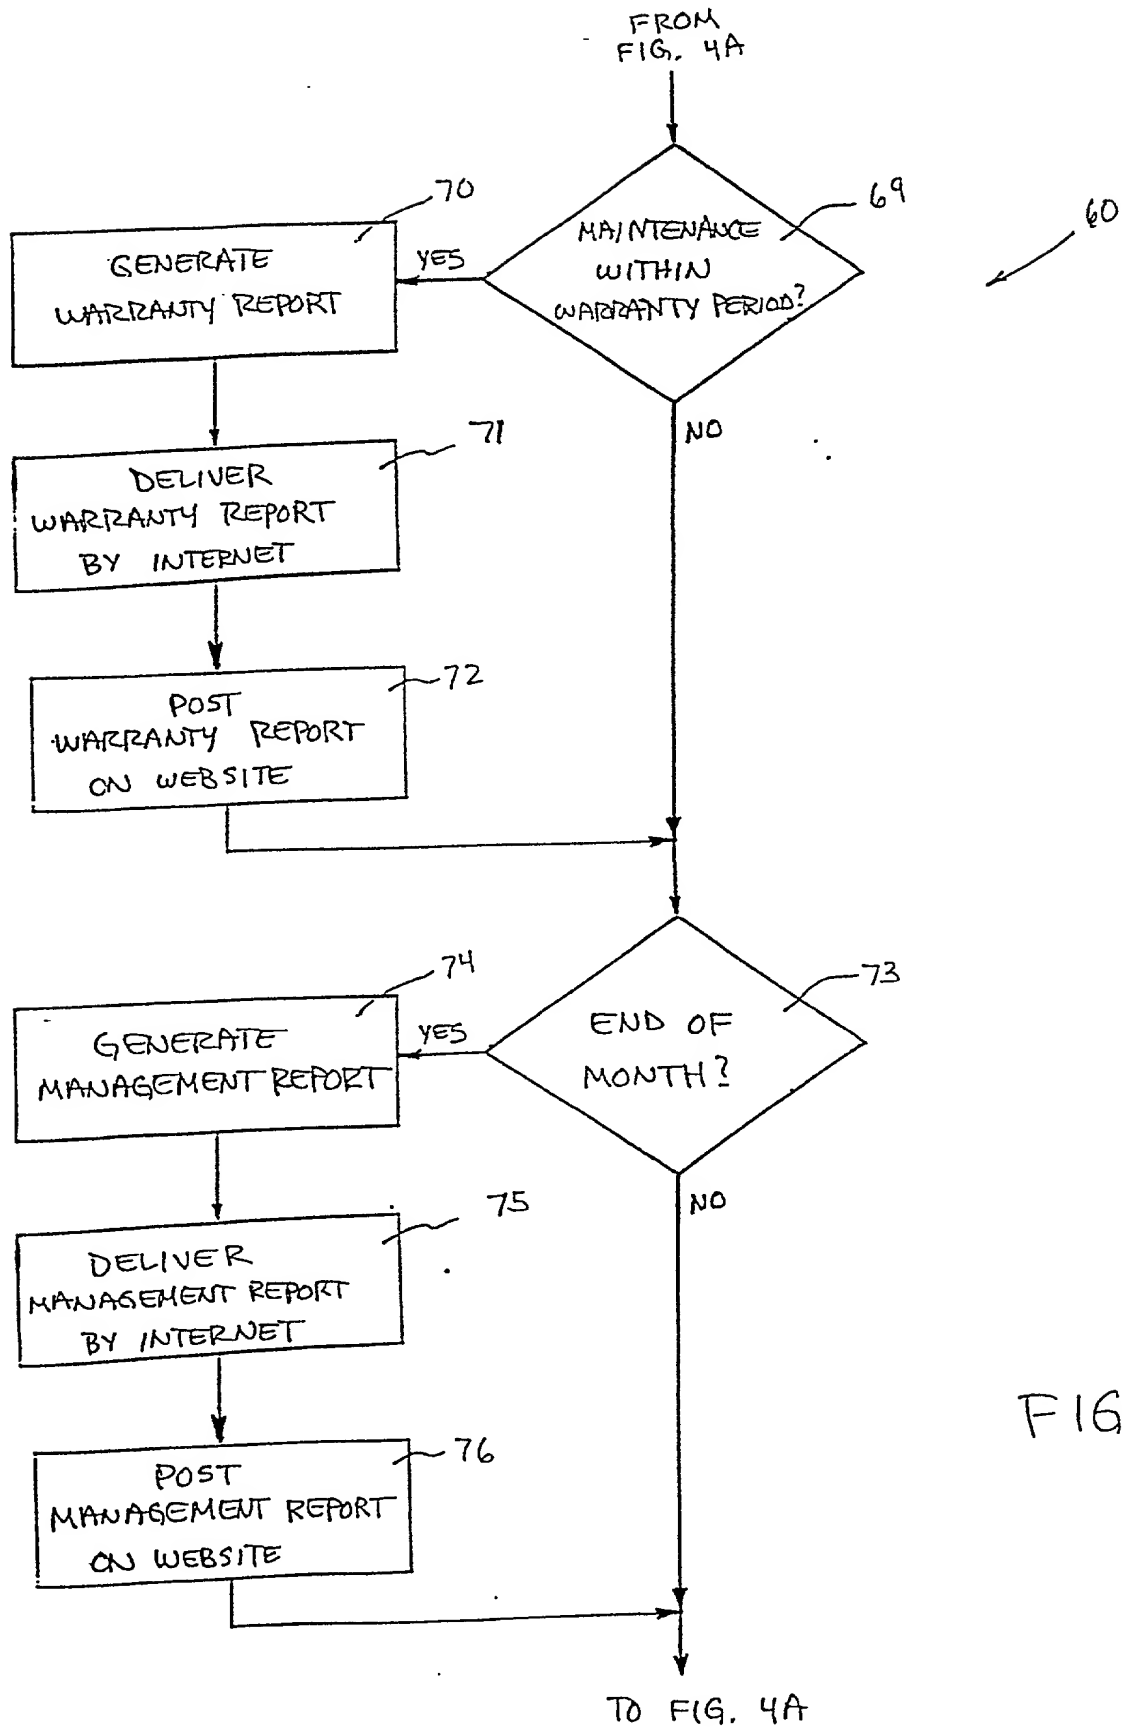 FROM
FIG. 4A
69
60
MAINTENANCE
WITHIN
WARRANTY PERIOD?
YES
NO
70
GENERATE
WARRANTY REPORT
71
DELIVER
WARRANTY REPORT
BY INTERNET
72
POST
WARRANTY REPORT
ON WEBSITE
73
END OF
MONTH?
YES
NO
74
GENERATE
MANAGEMENT REPORT
75
DELIVER
MANAGEMENT REPORT
BY INTERNET
76
POST
MANAGEMENT REPORT
ON WEBSITE
FIG
TO FIG. 4A